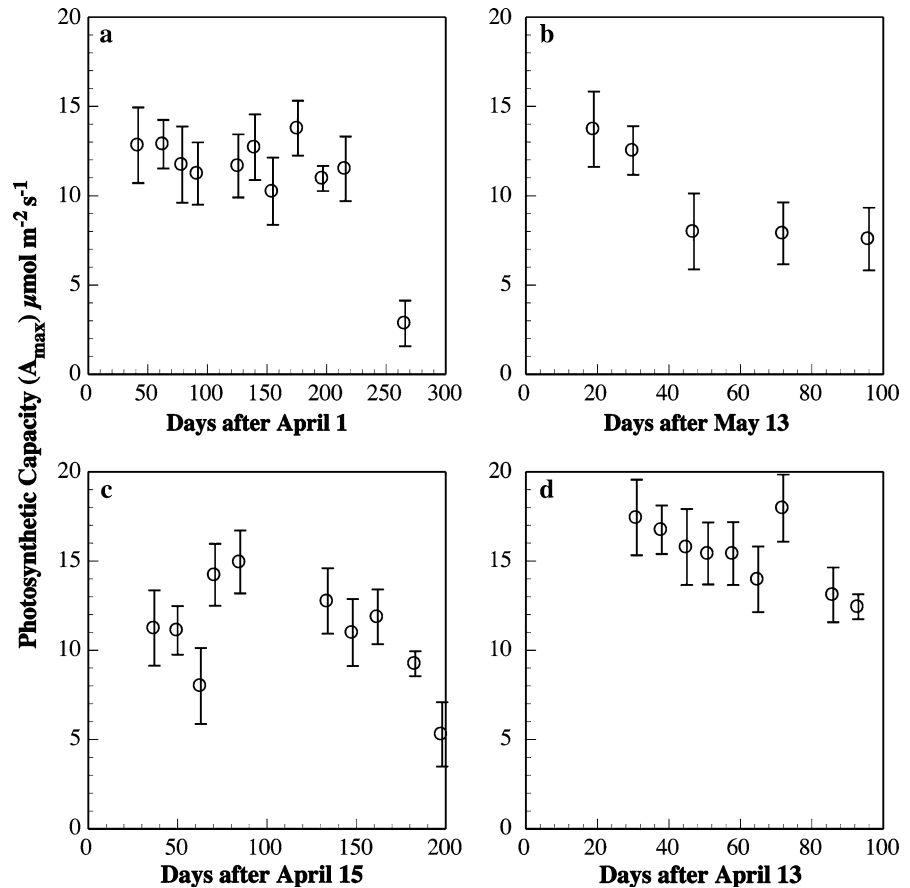 Photosynthetic Capacity (A_max) µmol m⁻² s⁻¹
a
20
15
10
5
0
0 50 100 150 200 250 300
Days after April 1
b
20
15
10
5
0
0 20 40 60 80 100
Days after May 13
c
20
15
10
5
0
0 50 100 150 200
Days after April 15
d
20
15
10
5
0
0 20 40 60 80 100
Days after April 13